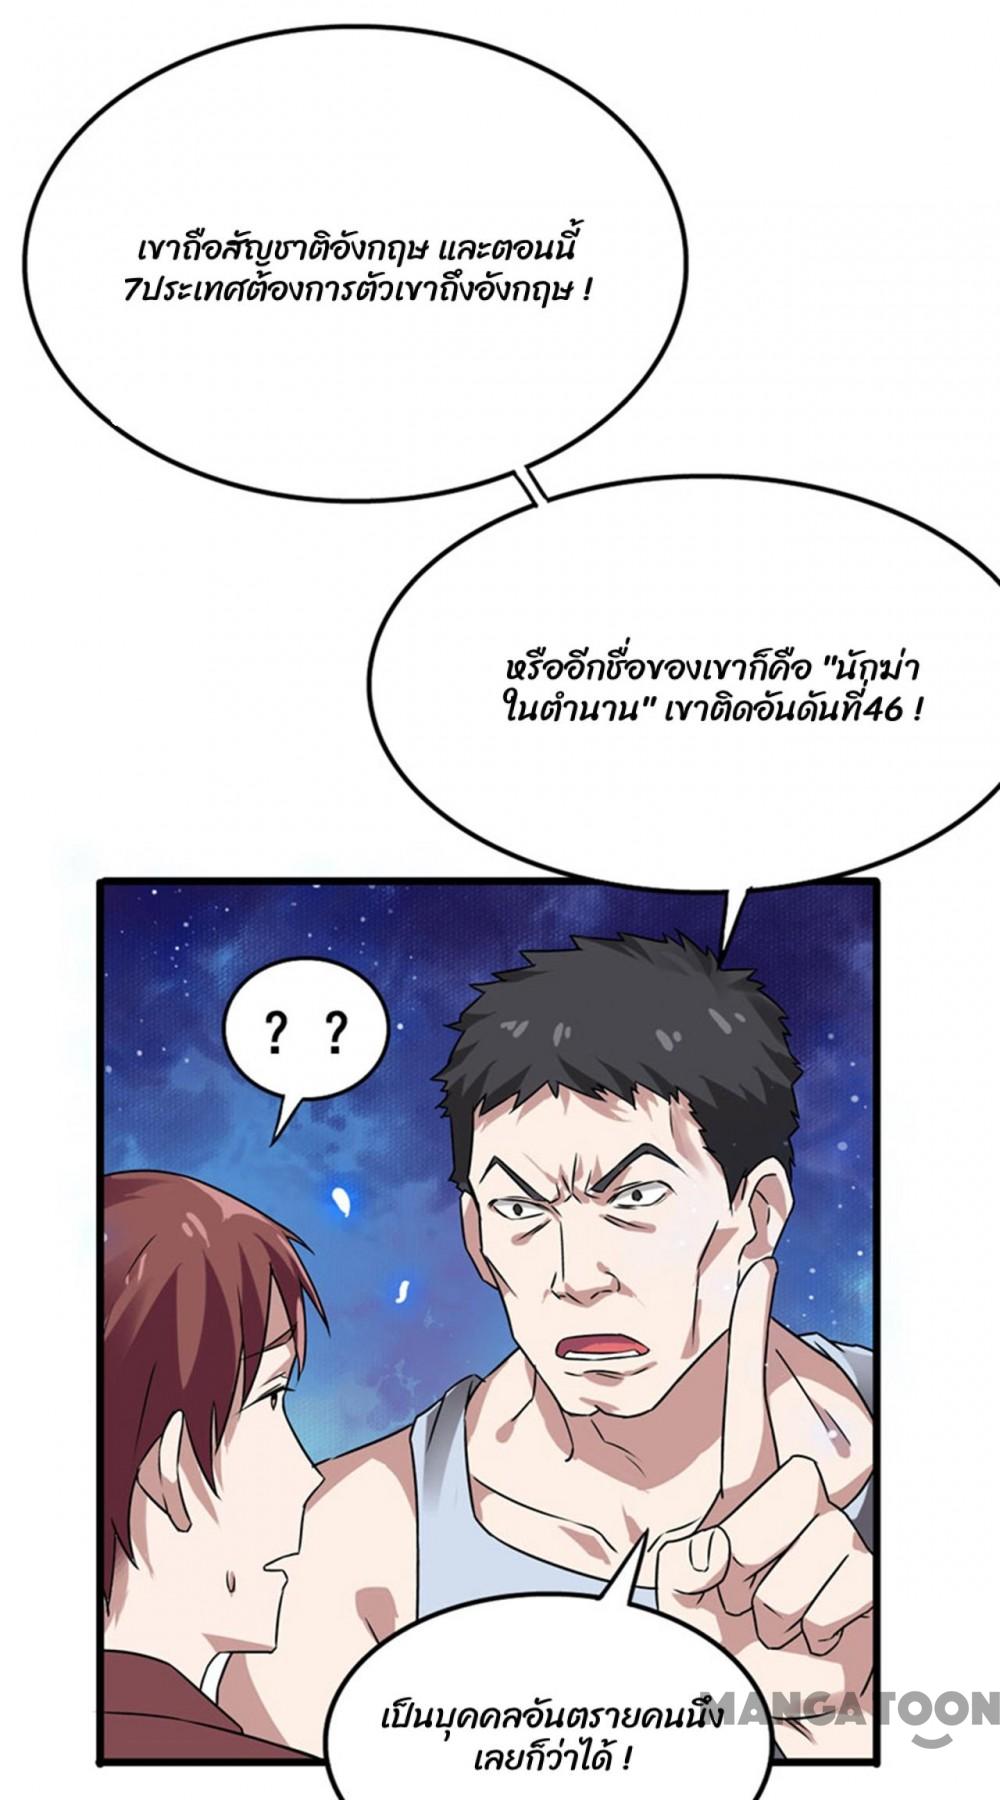 เขาถือสัญชาติอังกฤษ และตอนนี้
7ประเทศต้องการตัวเขาถึงอังกฤษ !
หรืออีกชื่อของเขาก็คือ "นักฆ่า
ในตำนาน" เขาติดอันดันที่46 !
? ?
เป็นบุคคลอันตรายคนนึง
เลยก็ว่าได้ !
MANGATOON